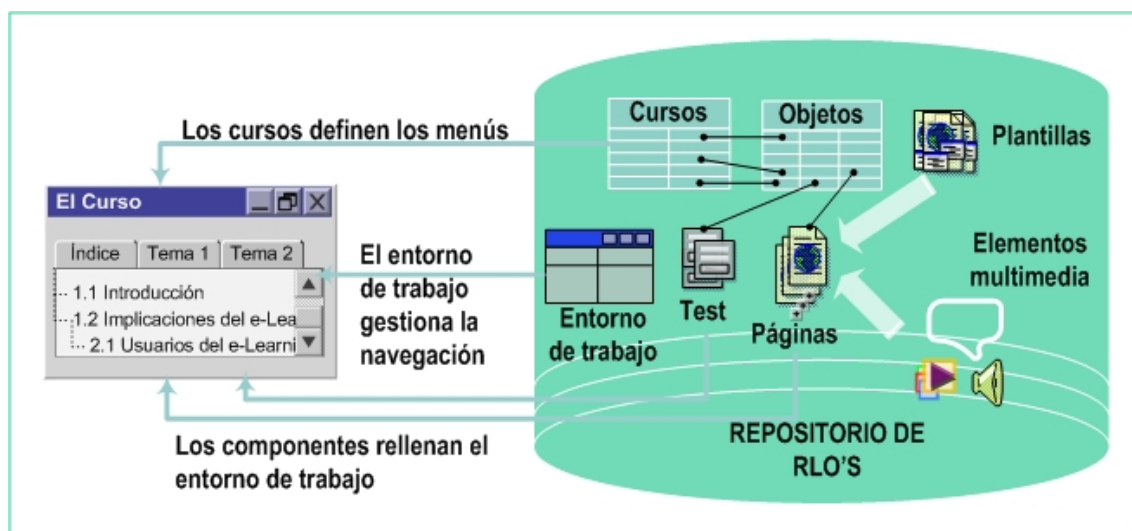 Los cursos definen los menús
El Curso
Índice
Tema 1
Tema 2
1.1 Introducción
1.2 Implicaciones del e-Lea
2.1 Usuarios del e-Learni
El entorno
de trabajo
gestiona la
navegación
Los componentes rellenan el
entorno de trabajo
Cursos
Objetos
Plantillas
Elementos
multimedia
Entorno
de trabajo
Test
Páginas
REPOSITORIO DE
RLO'S